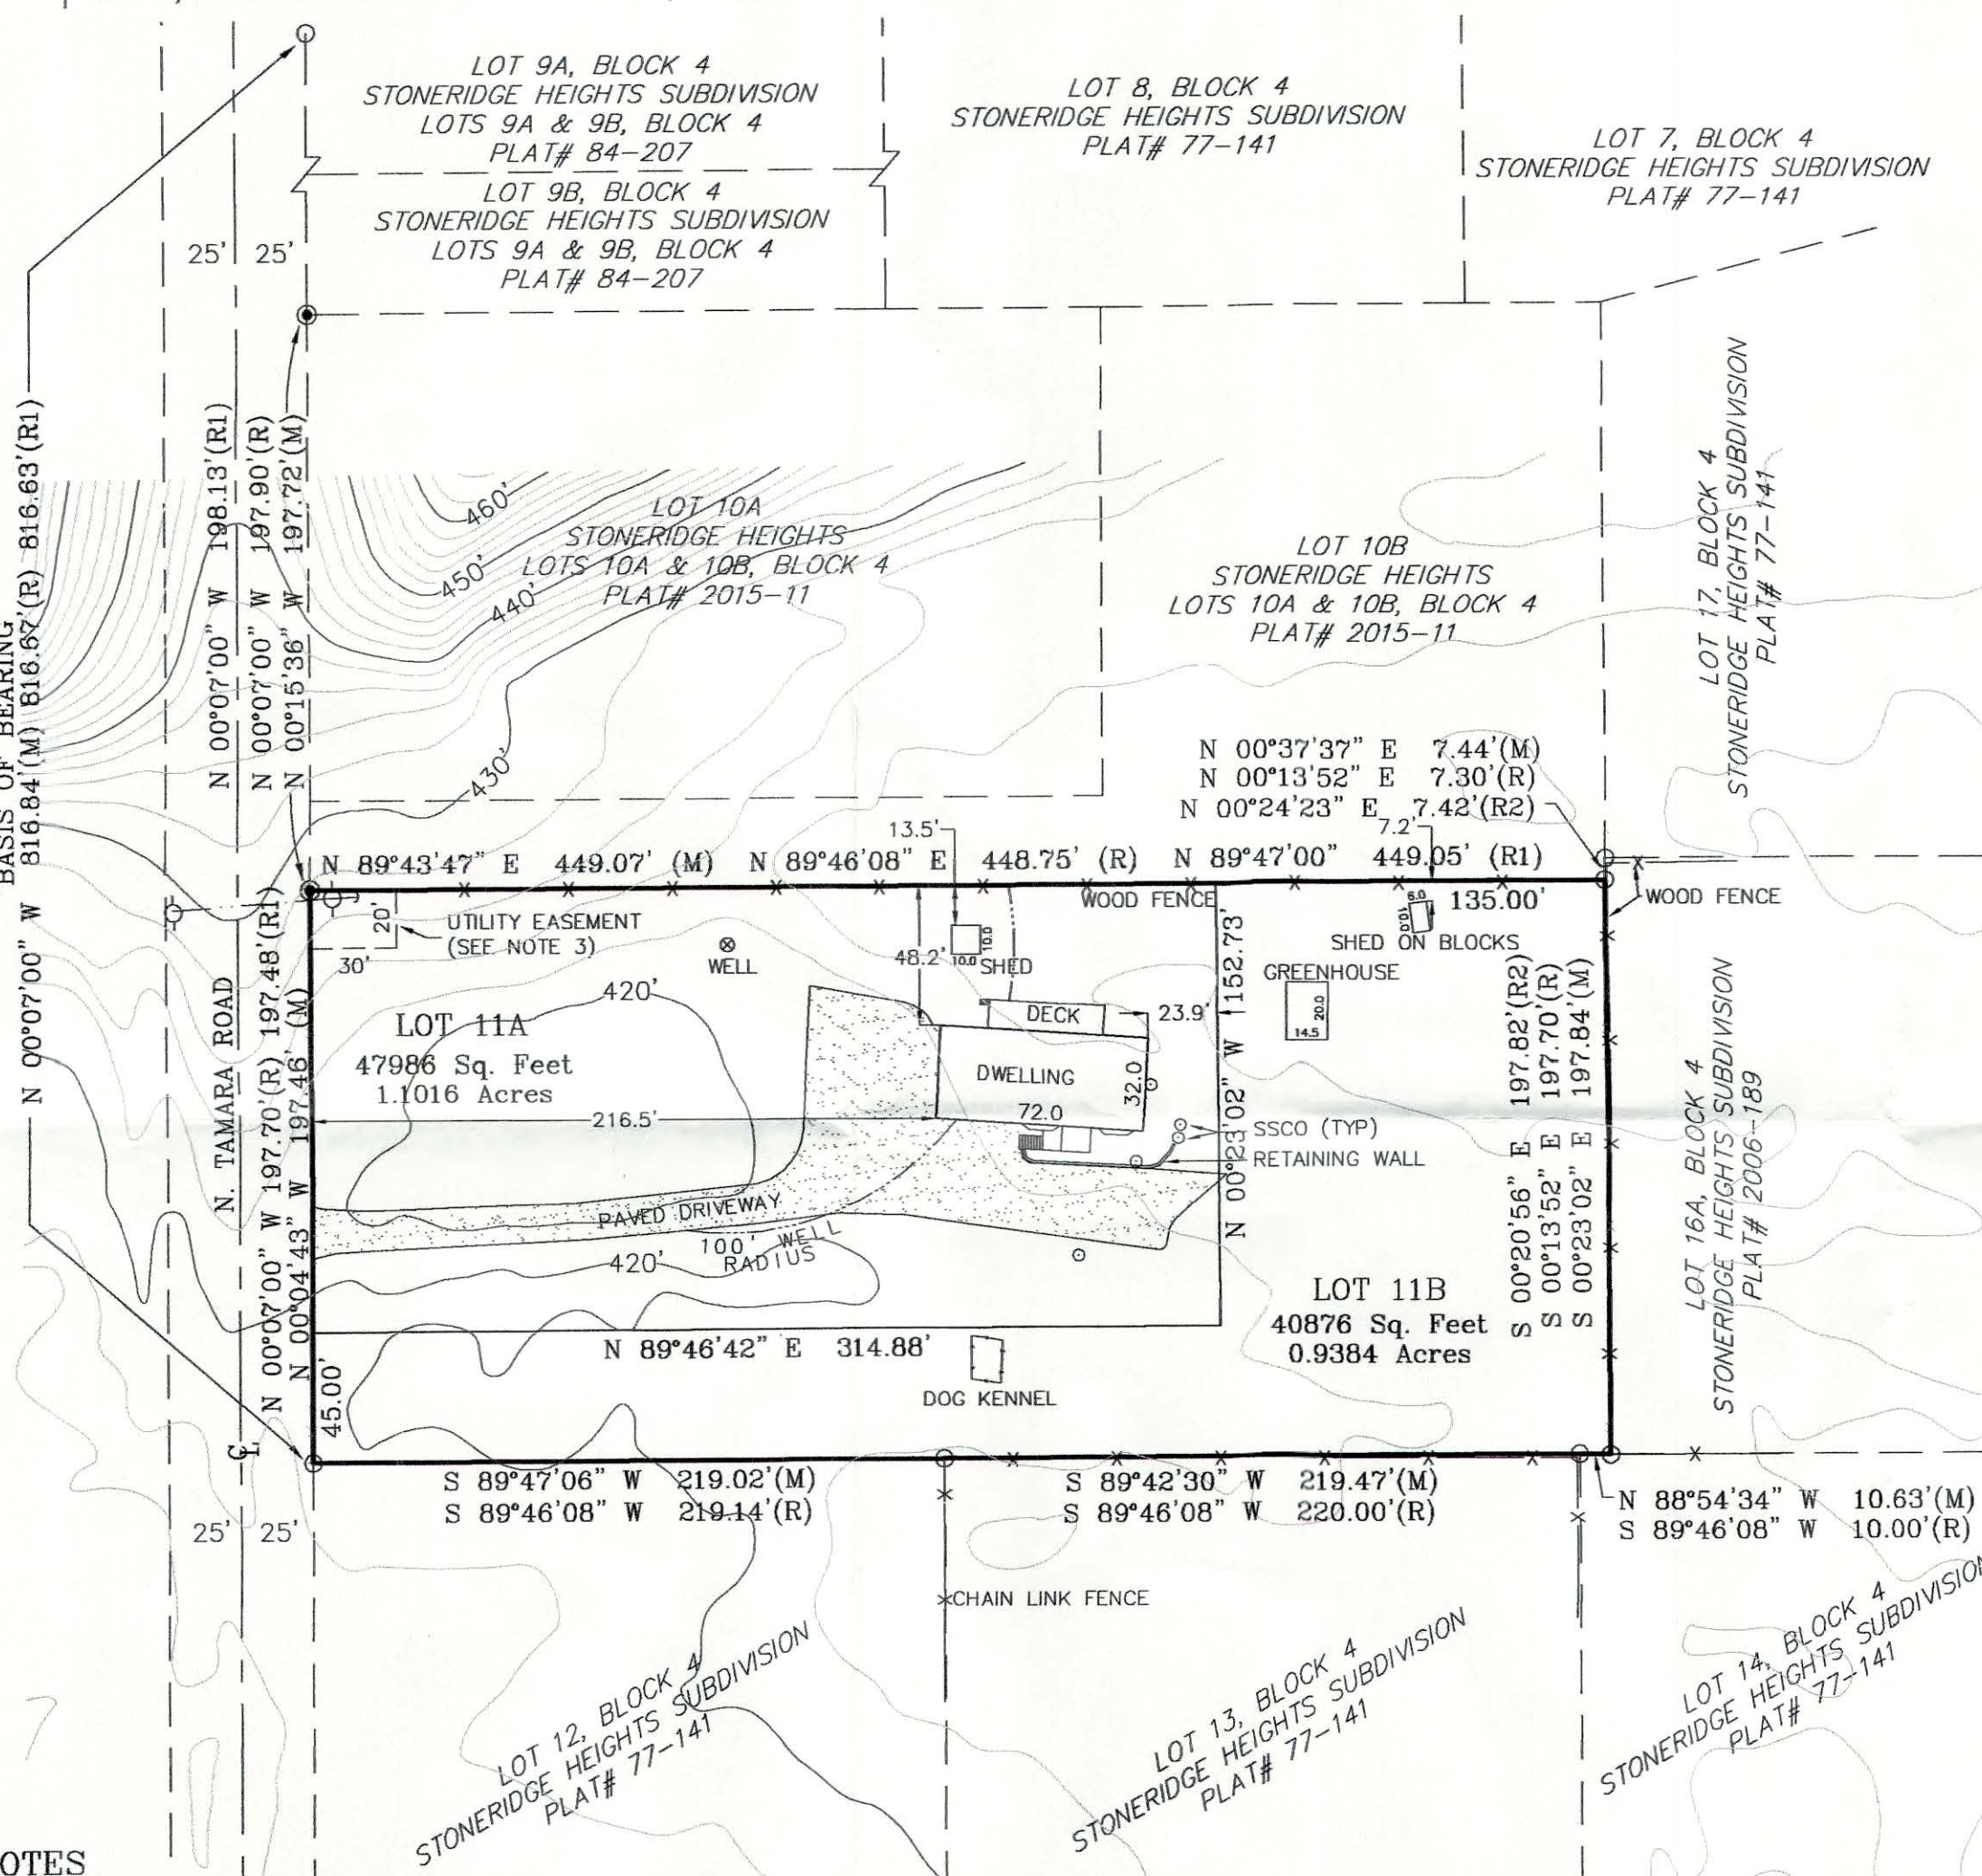 LOT 9A, BLOCK 4
STONERIDGE HEIGHTS SUBDIVISION
LOTS 9A & 9B, BLOCK 4
PLAT# 84-207
LOT 9B, BLOCK 4
STONERIDGE HEIGHTS SUBDIVISION
LOTS 9A & 9B, BLOCK 4
PLAT# 84-207
LOT 8, BLOCK 4
STONERIDGE HEIGHTS SUBDIVISION
PLAT# 77-141
LOT 7, BLOCK 4
STONERIDGE HEIGHTS SUBDIVISION
PLAT# 77-141
25' 25'
BASIS OF BEARING
N 00°07'00" W 816.84'(M) 816.67'(R) 816.63'(R1)
N 00°07'00" W 198.13'(R1)
N 00°07'00" W 197.90'(R)
N 00°15'36" W 197.72'(M)
460'
450'
440'
430'
LOT 10A
STONERIDGE HEIGHTS
LOTS 10A & 10B, BLOCK 4
PLAT# 2015-11
LOT 10B
STONERIDGE HEIGHTS
LOTS 10A & 10B, BLOCK 4
PLAT# 2015-11
LOT 17, BLOCK 4
STONERIDGE HEIGHTS SUBDIVISION
PLAT# 77-141
N 00°37'37" E 7.44'(M)
N 00°13'52" E 7.30'(R)
N 00°24'23" E 7.42'(R2)
13.5'
7.2'
N 89°43'47" E 449.07' (M) N 89°46'08" E 448.75' (R) N 89°47'00" 449.05' (R1)
WOOD FENCE
135.00'
WOOD FENCE
20'
30'
UTILITY EASEMENT
(SEE NOTE 3)
WELL
48.2'
10.0
10.0
SHED
6.0
10.0
SHED ON BLOCKS
GREENHOUSE
20.0
14.5
420'
DECK
23.9'
LOT 11A
47986 Sq. Feet
1.1016 Acres
DWELLING
32.0
72.0
216.5'
N 00°23'02" W 152.73'
SSCO (TYP)
RETAINING WALL
N. TAMARA ROAD
N 00°07'00" W 197.70'(R) 197.48'(R1)
N 00°04'43" W 197.46' (M)
S 00°20'56" E 197.82'(R2)
S 00°13'52" E 197.70'(R)
S 00°23'02" E 197.84'(M)
LOT 16A, BLOCK 4
STONERIDGE HEIGHTS SUBDIVISION
PLAT# 2006-189
PAVED DRIVEWAY
100' WELL
RADIUS
420'
LOT 11B
40876 Sq. Feet
0.9384 Acres
N 89°46'42" E 314.88'
DOG KENNEL
45.00'
CL
S 89°47'06" W 219.02'(M)
S 89°46'08" W 219.14'(R)
S 89°42'30" W 219.47'(M)
S 89°46'08" W 220.00'(R)
N 88°54'34" W 10.63'(M)
S 89°46'08" W 10.00'(R)
25' 25'
CHAIN LINK FENCE
LOT 12, BLOCK 4
STONERIDGE HEIGHTS SUBDIVISION
PLAT# 77-141
LOT 13, BLOCK 4
STONERIDGE HEIGHTS SUBDIVISION
PLAT# 77-141
LOT 14, BLOCK 4
STONERIDGE HEIGHTS SUBDIVISION
PLAT# 77-141
OTES